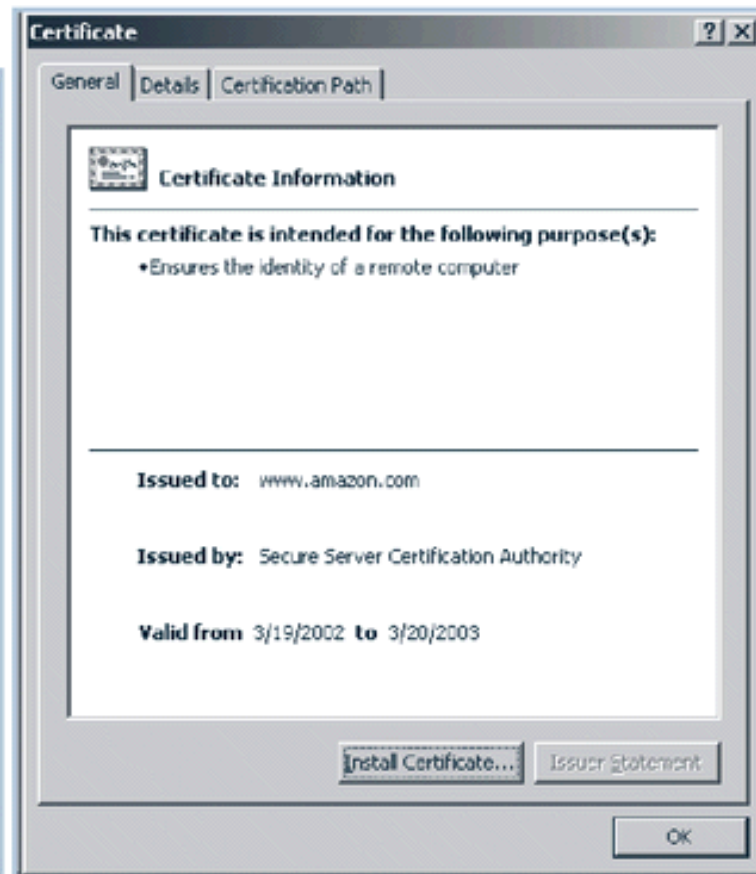 Certificate
General Details Certification Path
Certificate Information
This certificate is intended for the following purpose(s):
•Ensures the identity of a remote computer
Issued to: www.amazon.com
Issued by: Secure Server Certification Authority
Valid from 3/19/2002 to 3/20/2003
Install Certificate... Issuer Statement
OK